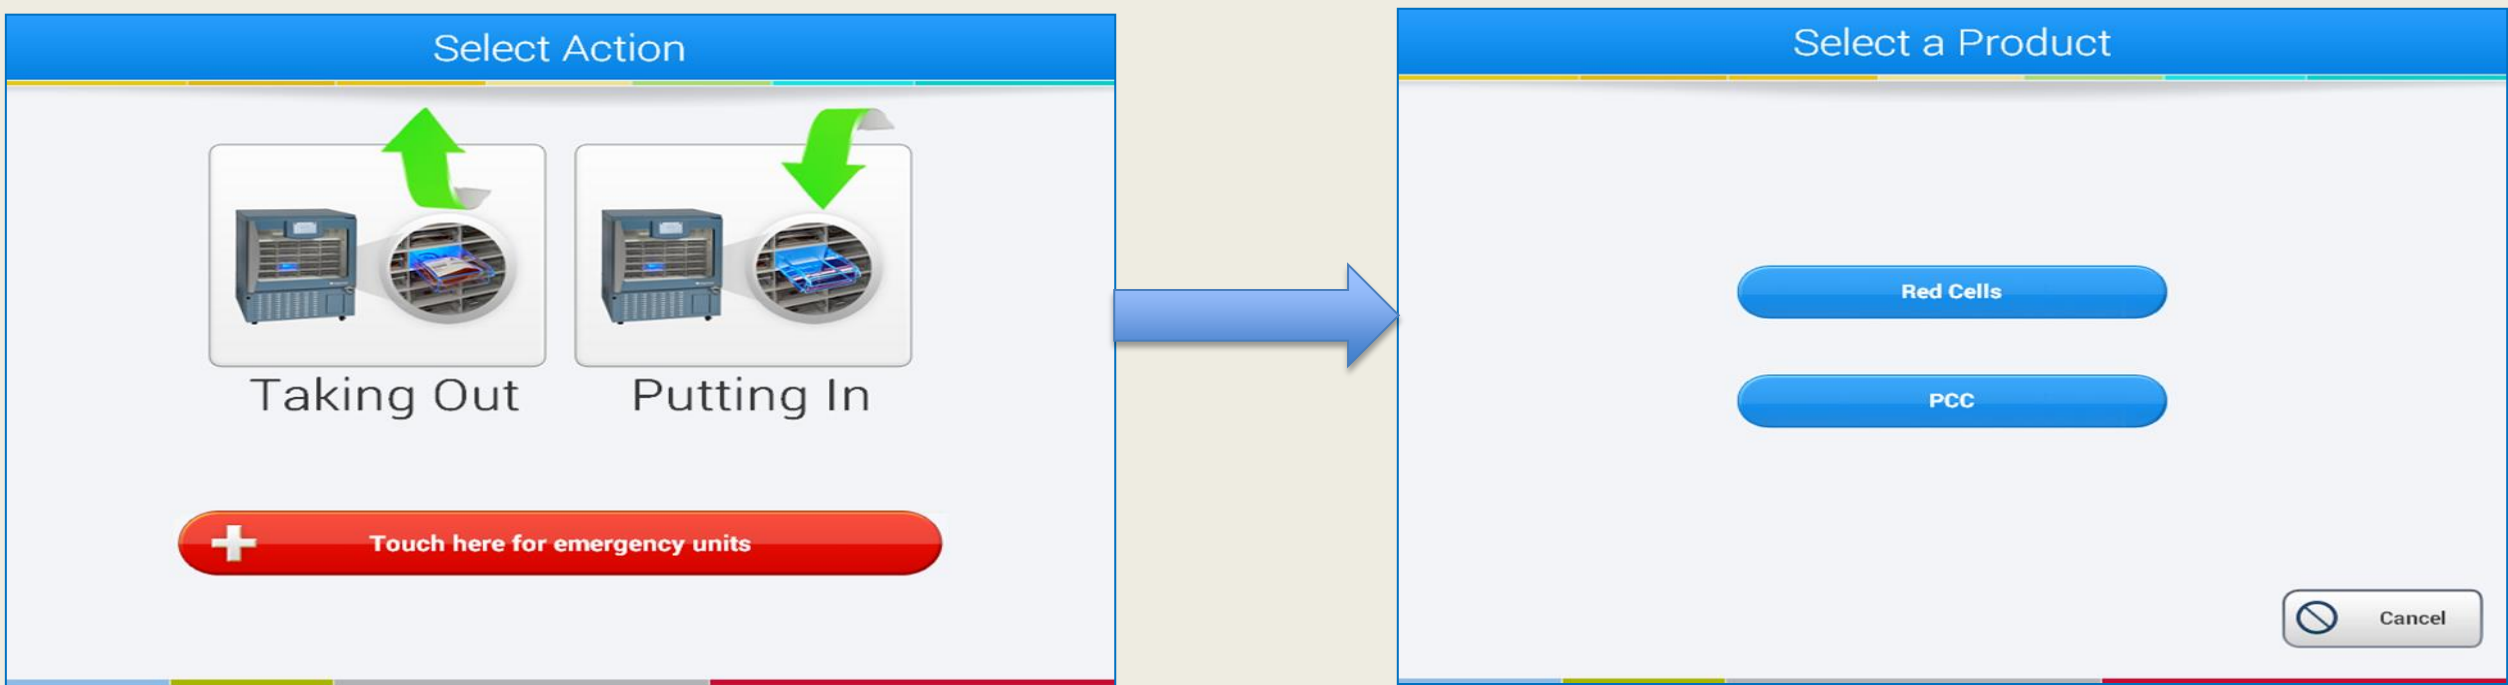 Select Action
Taking Out
Putting In
Touch here for emergency units
Select a Product
Red Cells
PCC
Cancel